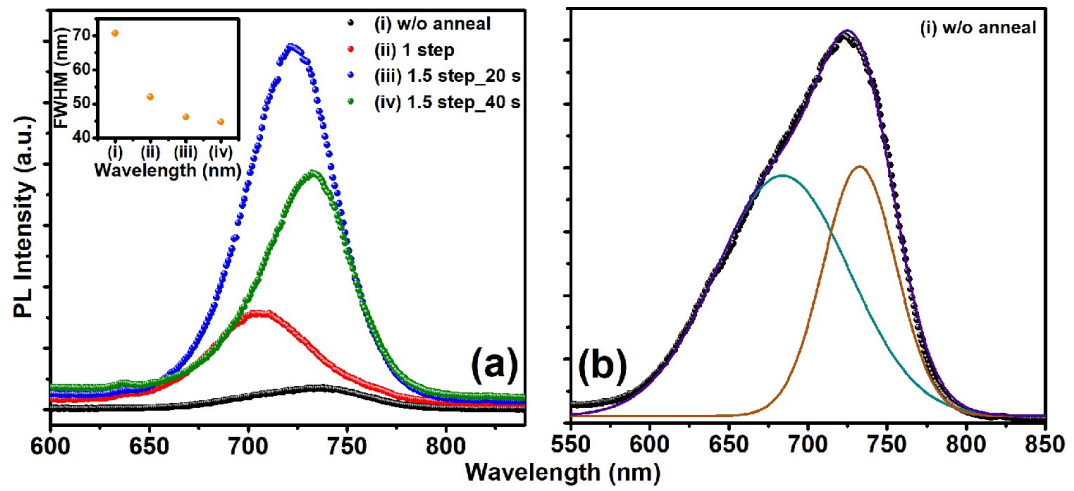 (i) w/o anneal
(ii) 1 step
(iii) 1.5 step_20 s
(iv) 1.5 step_40 s
70
60
50
40
FWHM (nm)
(i) (ii) (iii) (iv)
Wavelength (nm)
PL Intensity (a.u.)
(a)
600 650 700 750 800
(i) w/o anneal
(b)
550 600 650 700 750 800 850
Wavelength (nm)